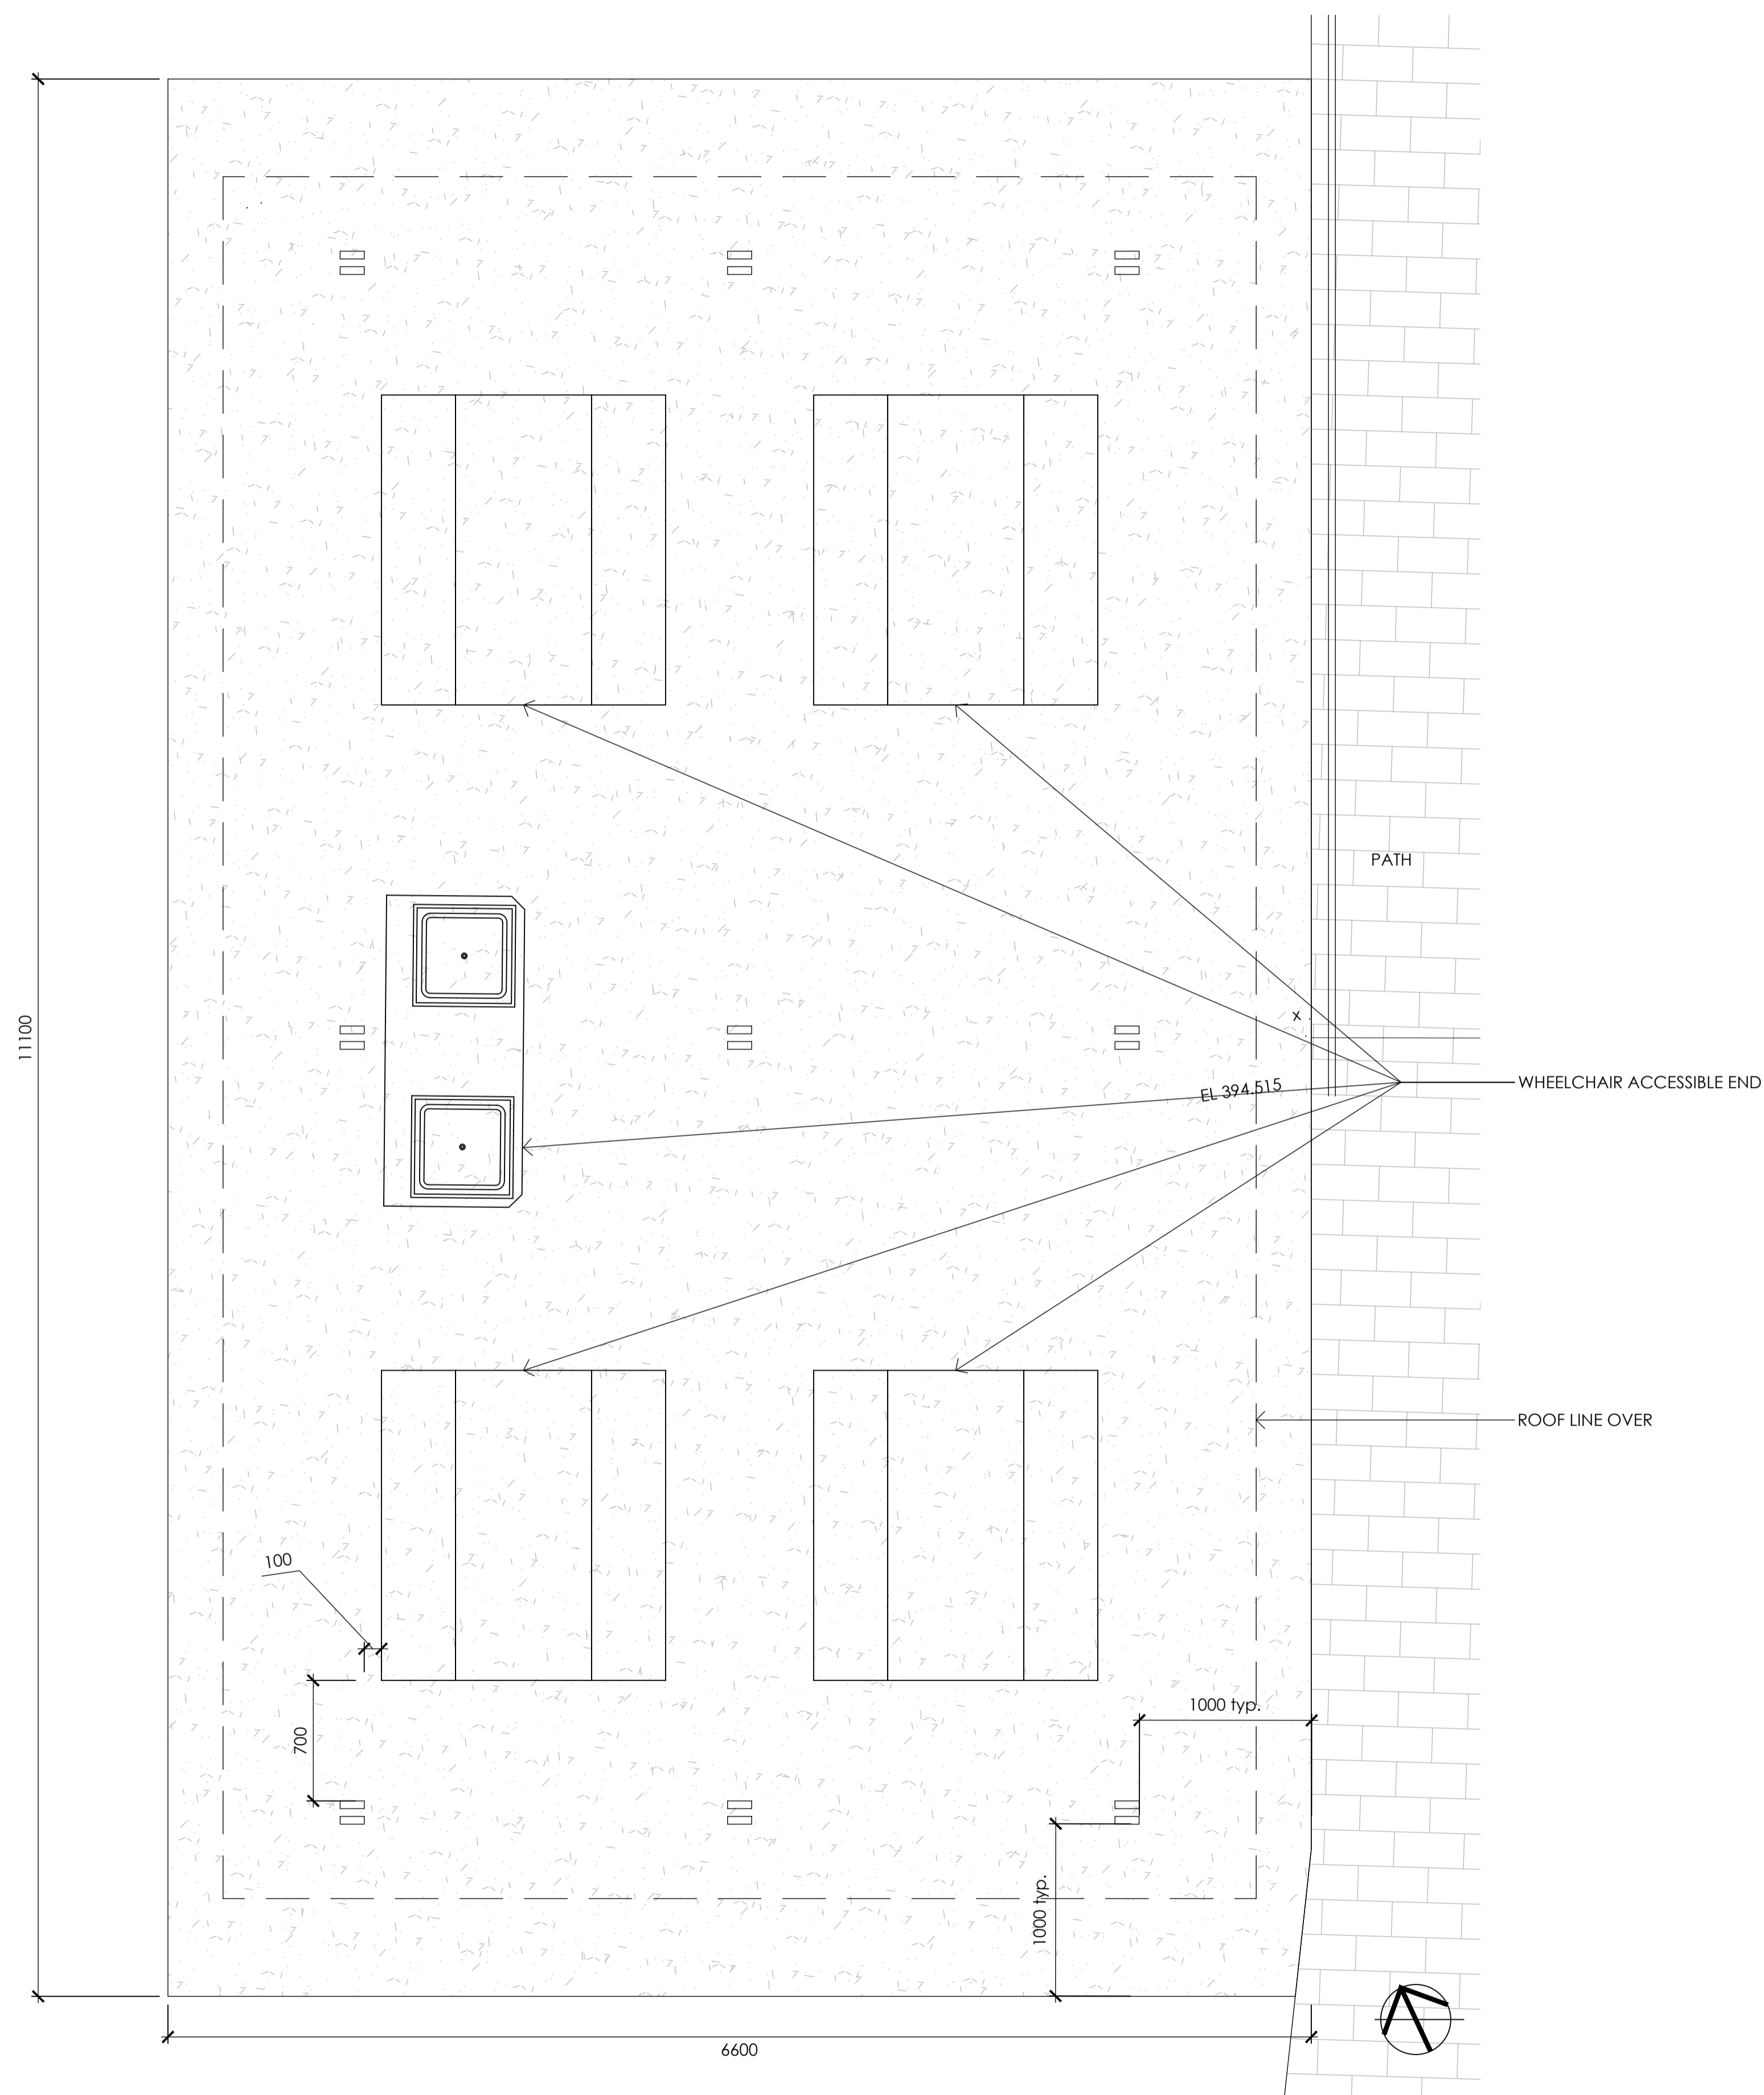 PATH
11100
x
WHEELCHAIR ACCESSIBLE END
EL 394.515
ROOF LINE OVER
100
1000 typ.
700
1000 typ.
6600